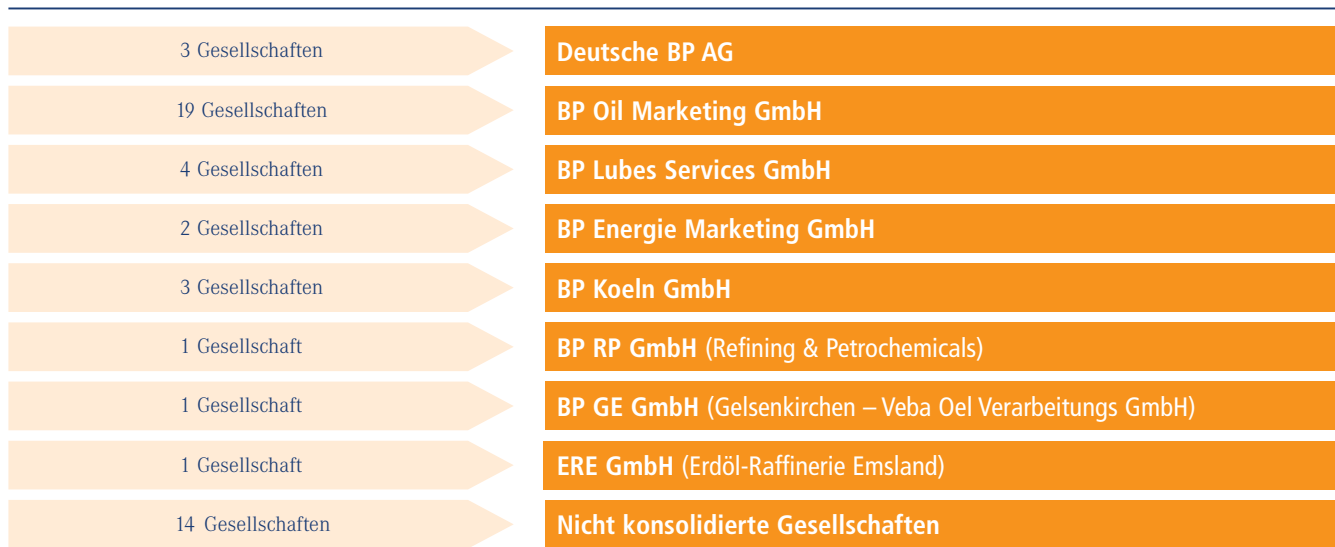 3 Gesellschaften
Deutsche BP AG
19 Gesellschaften
BP Oil Marketing GmbH
4 Gesellschaften
BP Lubes Services GmbH
2 Gesellschaften
BP Energie Marketing GmbH
3 Gesellschaften
BP Koeln GmbH
1 Gesellschaft
BP RP GmbH (Refining & Petrochemicals)
1 Gesellschaft
BP GE GmbH (Gelsenkirchen – Veba Oel Verarbeitungs GmbH)
1 Gesellschaft
ERE GmbH (Erdöl-Raffinerie Emsland)
14 Gesellschaften
Nicht konsolidierte Gesellschaften